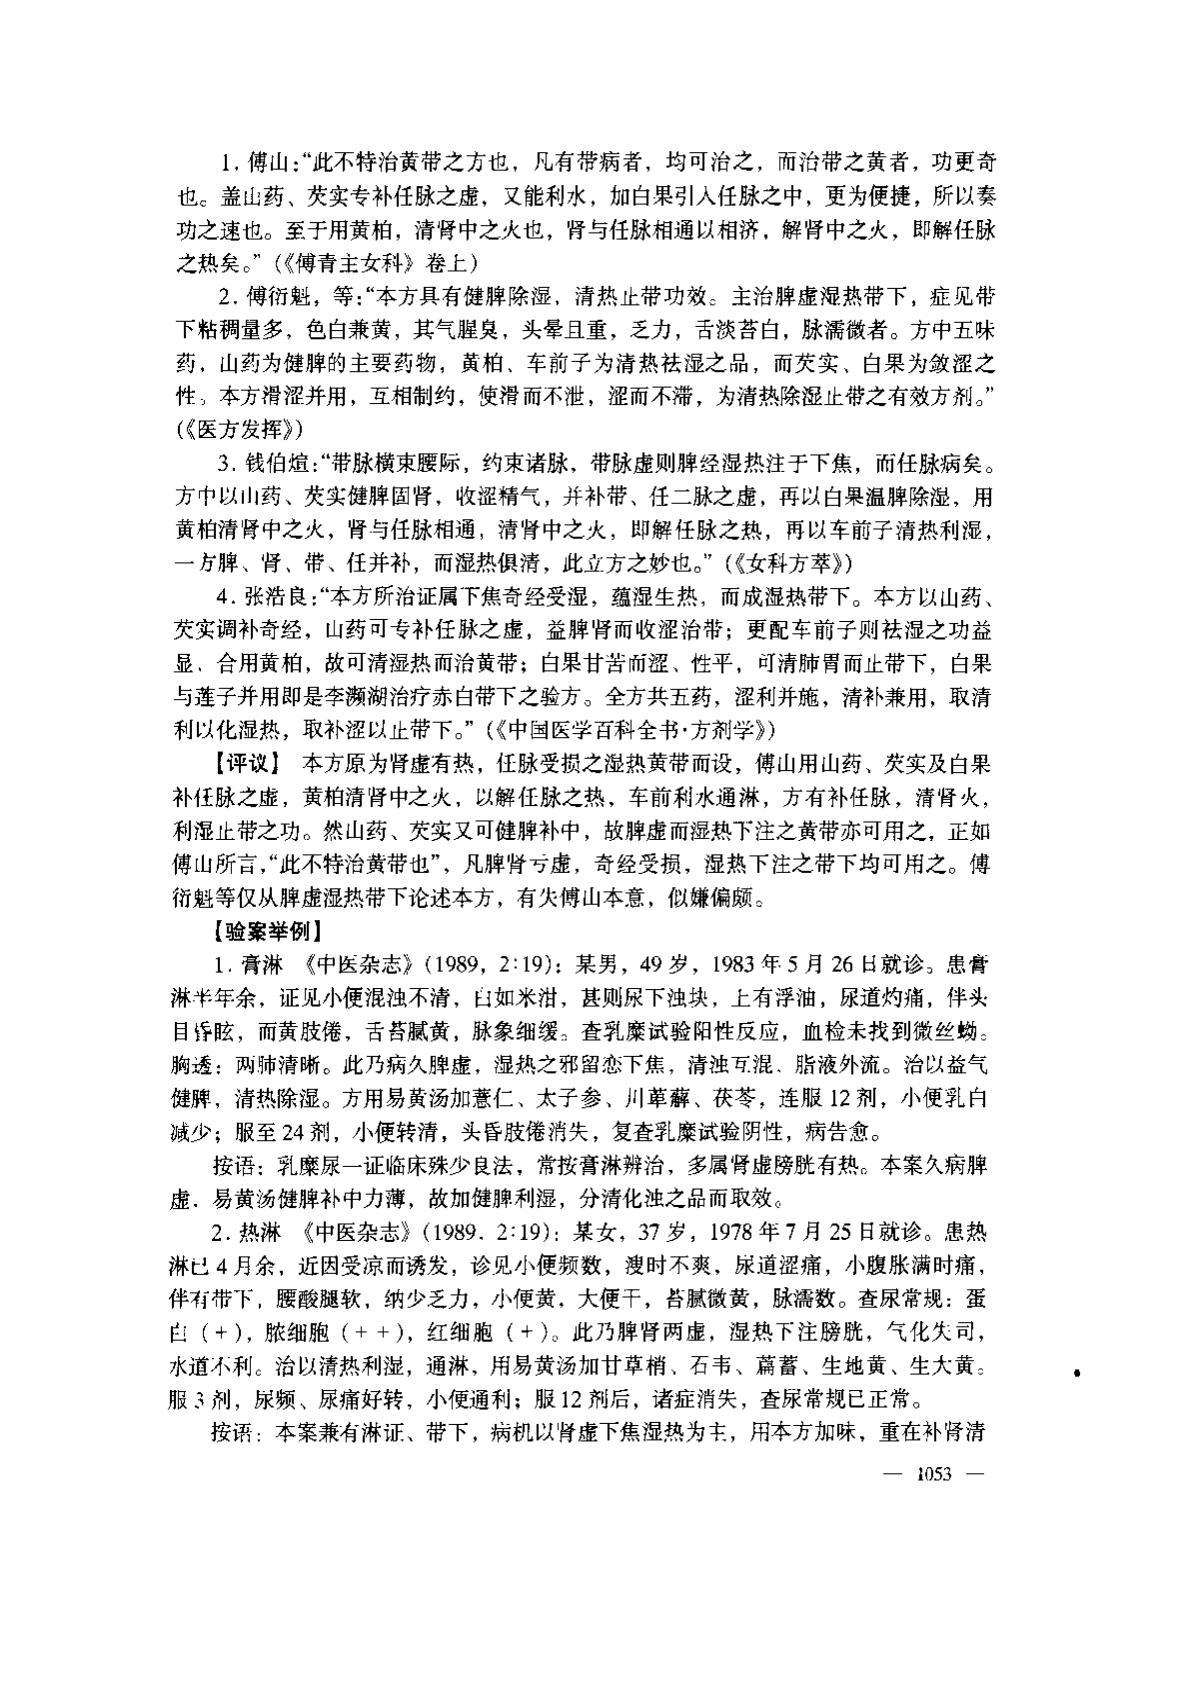 1. 傅山：“此不特治黄带之方也，凡有带病者，均可治之，而治带之黄者，功更奇
也。盖山药、芡实专补任脉之虚，又能利水，加白果引入任脉之中，更为便捷，所以奏
功之速也。至于用黄柏，清肾中之火也，肾与任脉相通以相济，解肾中之火，即解任脉
之热矣。”（《傅青主女科》卷上）
2. 傅衍魁，等：“本方具有健脾除湿，清热止带功效。主治脾虚湿热带下，症见带
下粘稠量多，色白兼黄，其气腥臭，头晕且重，乏力，舌淡苔白，脉濡微者。方中五味
药，山药为健脾的主要药物，黄柏、车前子为清热祛湿之品，而芡实、白果为敛涩之
性。本方滑涩并用，互相制约，使滑而不泄，涩而不滞，为清热除湿止带之有效方剂。”
（《医方发挥》）
3. 钱伯煊：“带脉横束腰际，约束诸脉，带脉虚则脾经湿热注于下焦，而任脉病矣。
方中以山药、芡实健脾固肾，收涩精气，并补带、任二脉之虚，再以白果温脾除湿，用
黄柏清肾中之火，肾与任脉相通，清肾中之火，即解任脉之热，再以车前子清热利湿，
一方脾、肾、带、任并补，而湿热俱清，此立方之妙也。”（《女科方萃》）
4. 张浩良：“本方所治证属下焦奇经受湿，蕴湿生热，而成湿热带下。本方以山药、
芡实调补奇经，山药可专补任脉之虚，益脾肾而收涩治带；更配车前子则祛湿之功益
显，合用黄柏，故可清湿热而治黄带；白果甘苦而涩、性平，可清肺胃而止带下，白果
与莲子并用即是李濒湖治疗赤白带下之验方。全方共五药，涩利并施，清补兼用，取清
利以化湿热，取补涩以止带下。”（《中国医学百科全书·方剂学》）
【评议】 本方原为肾虚有热，任脉受损之湿热黄带而设，傅山用山药、芡实及白果
补任脉之虚，黄柏清肾中之火，以解任脉之热，车前利水通淋，方有补任脉，清肾火，
利湿止带之功。然山药、芡实又可健脾补中，故脾虚而湿热下注之黄带亦可用之，正如
傅山所言，“此不特治黄带也”，凡脾肾亏虚，奇经受损，湿热下注之带下均可用之。傅
衍魁等仅从脾虚湿热带下论述本方，有失傅山本意，似嫌偏颇。
【验案举例】
1. 膏淋 《中医杂志》（1989，2:19）：某男，49 岁，1983 年 5 月 26 日就诊。患膏
淋半年余，证见小便混浊不清，白如米泔，甚则尿下浊块，上有浮油，尿道灼痛，伴头
目昏眩，而黄肢倦，舌苔腻黄，脉象细缓。查乳糜试验阳性反应，血检未找到微丝蚴。
胸透：两肺清晰。此乃病久脾虚，湿热之邪留恋下焦，清浊互混，脂液外流。治以益气
健脾，清热除湿。方用易黄汤加薏仁、太子参、川萆薢、茯苓，连服 12 剂，小便乳白
减少；服至 24 剂，小便转清，头昏肢倦消失，复查乳糜试验阴性，病告愈。
按语：乳糜尿一证临床殊少良法，常按膏淋辨治，多属肾虚膀胱有热。本案久病脾
虚，易黄汤健脾补中力薄，故加健脾利湿，分清化浊之品而取效。
2. 热淋 《中医杂志》（1989．2:19）：某女，37 岁，1978 年 7 月 25 日就诊。患热
淋已 4 月余，近因受凉而诱发，诊见小便频数，溲时不爽，尿道涩痛，小腹胀满时痛，
伴有带下，腰酸腿软，纳少乏力，小便黄，大便干，苔腻微黄，脉濡数。查尿常规：蛋
白（+），脓细胞（++），红细胞（+）。此乃脾肾两虚，湿热下注膀胱，气化失司，
水道不利。治以清热利湿，通淋，用易黄汤加甘草梢、石韦、萹蓄、生地黄、生大黄。
服 3 剂，尿频、尿痛好转，小便通利；服 12 剂后，诸症消失，查尿常规已正常。
按语：本案兼有淋证、带下，病机以肾虚下焦湿热为主，用本方加味，重在补肾清
— 1053 —